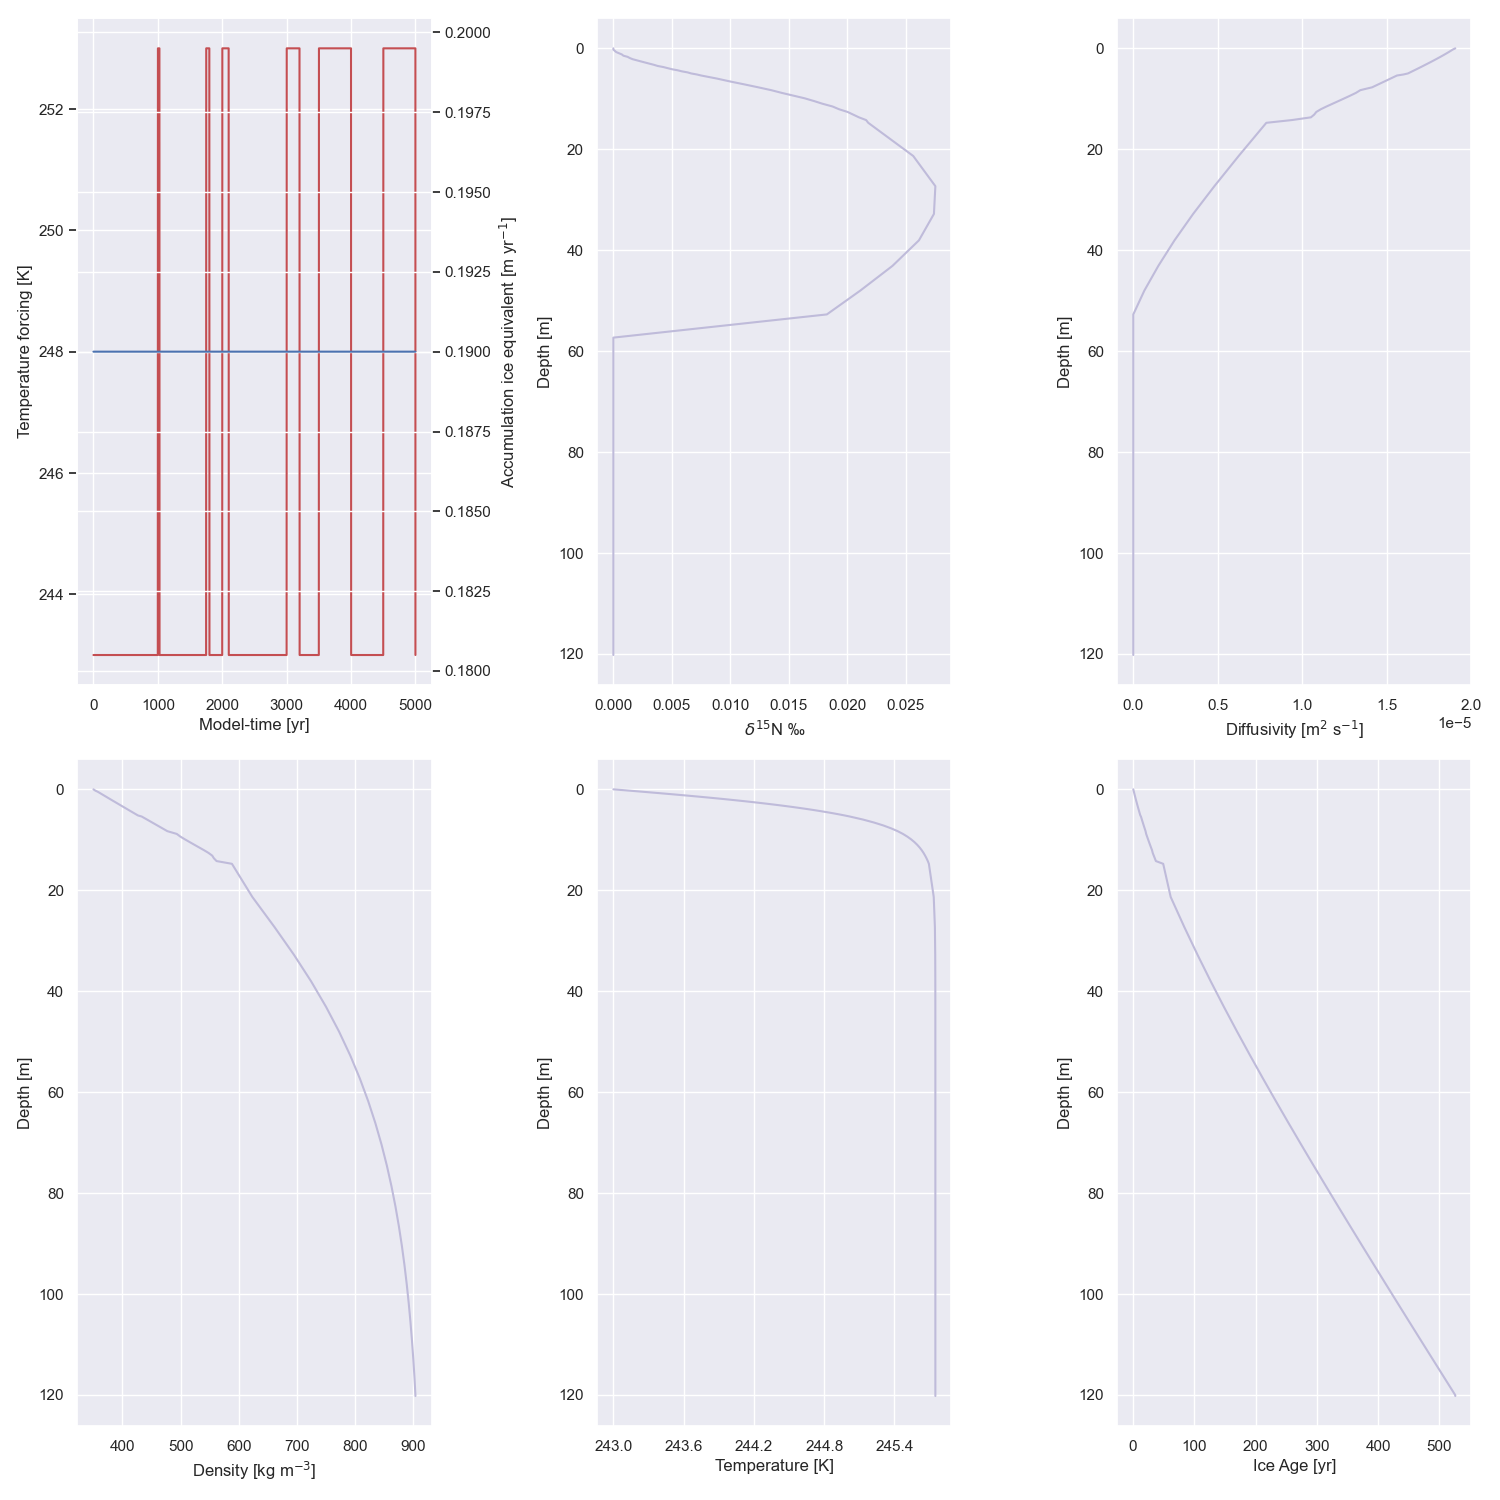 252
250
248
246
244
Temperature forcing [K]
0.2000
0.1975
0.1950
0.1925
0.1900
0.1875
0.1850
0.1825
0.1800
Accumulation ice equivalent [m yr⁻¹]
0 1000 2000 3000 4000 5000
Model-time [yr]
0
20
40
60
80
100
120
Depth [m]
0.000 0.005 0.010 0.015 0.020 0.025
δ¹⁵N ‰
0
20
40
60
80
100
120
Depth [m]
0.0 0.5 1.0 1.5 2.0
1e−5
Diffusivity [m² s⁻¹]
0
20
40
60
80
100
120
Depth [m]
400 500 600 700 800 900
Density [kg m⁻³]
0
20
40
60
80
100
120
Depth [m]
243.0 243.6 244.2 244.8 245.4
Temperature [K]
0
20
40
60
80
100
120
Depth [m]
0 100 200 300 400 500
Ice Age [yr]